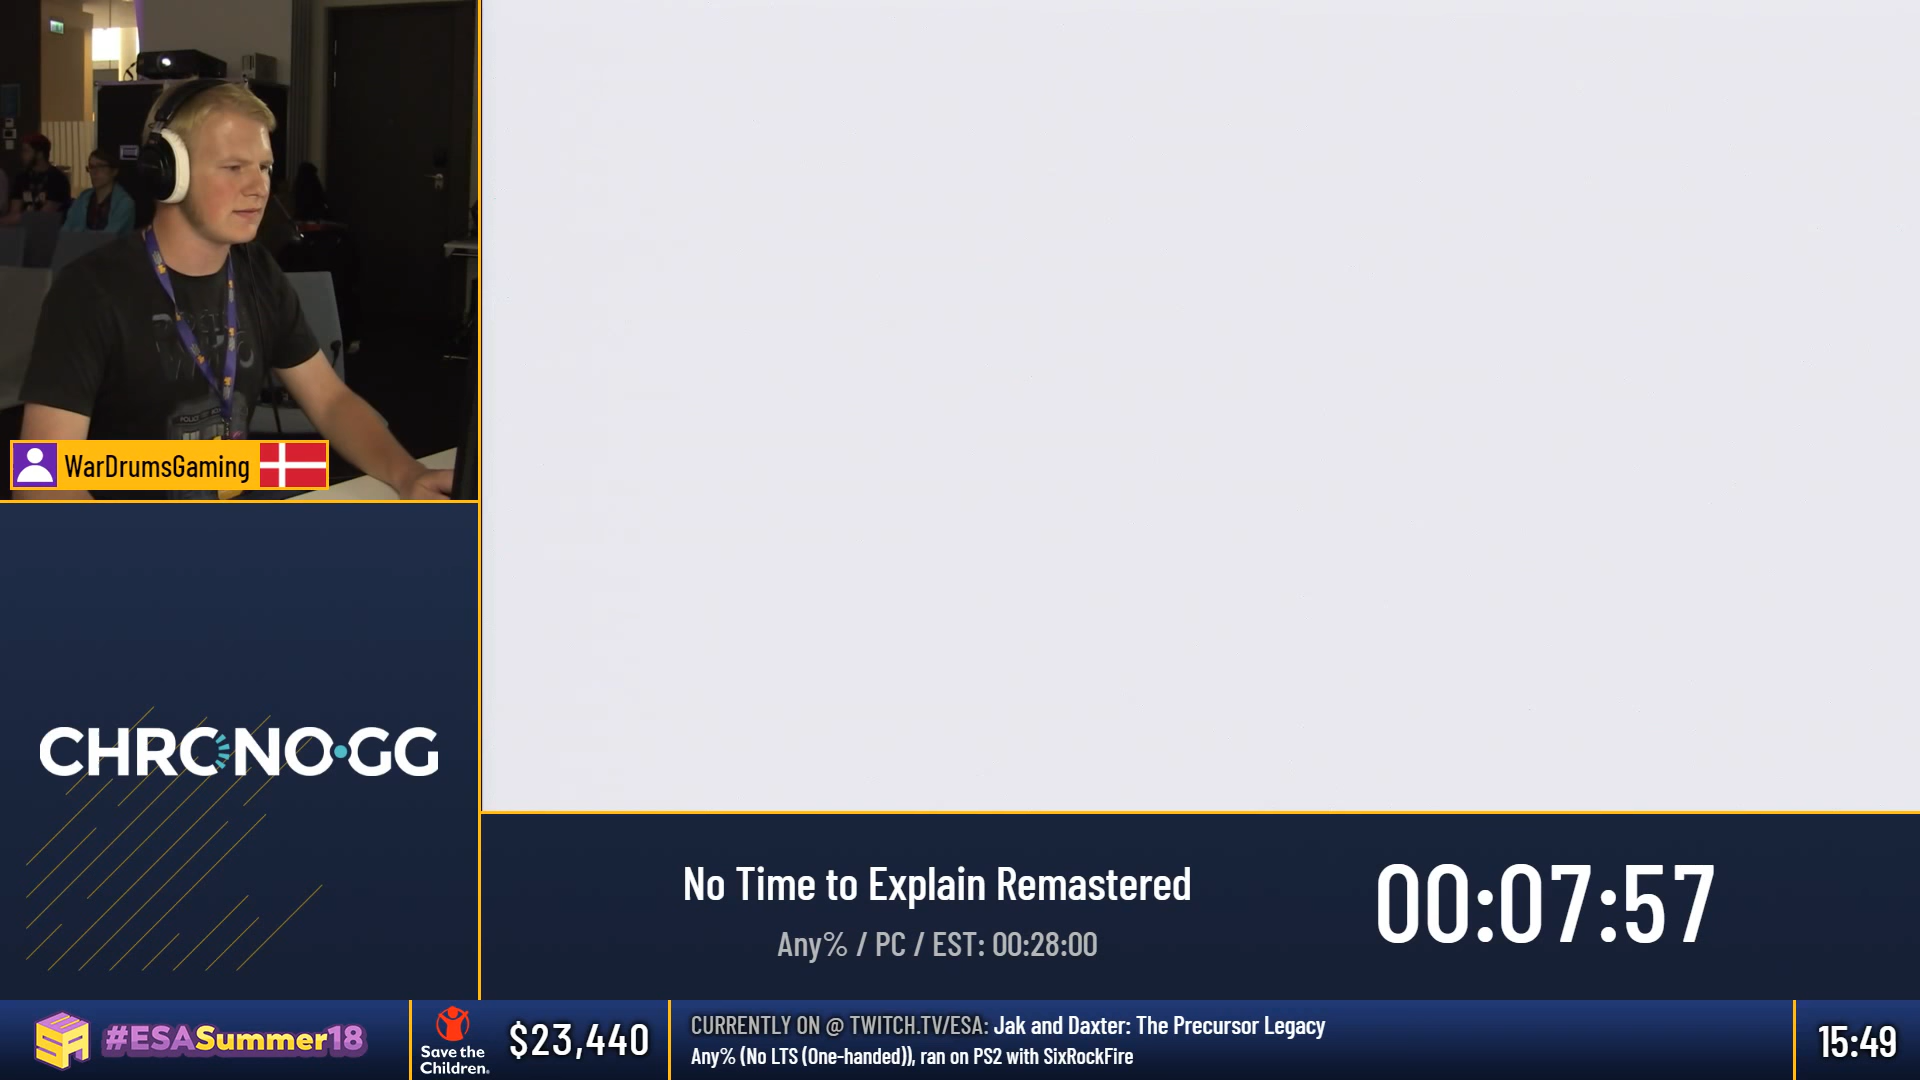 WarDrumsGaming
CHRONO.GG
No Time to Explain Remastered
Any% / PC / EST: 00:28:00
00:07:57
#ESASummer18
Save the
Children.
$23,440
CURRENTLY ON @ TWITCH.TV/ESA: Jak and Daxter: The Precursor Legacy
Any% (No LTS (One-handed)), ran on PS2 with SixRockFire
15:49